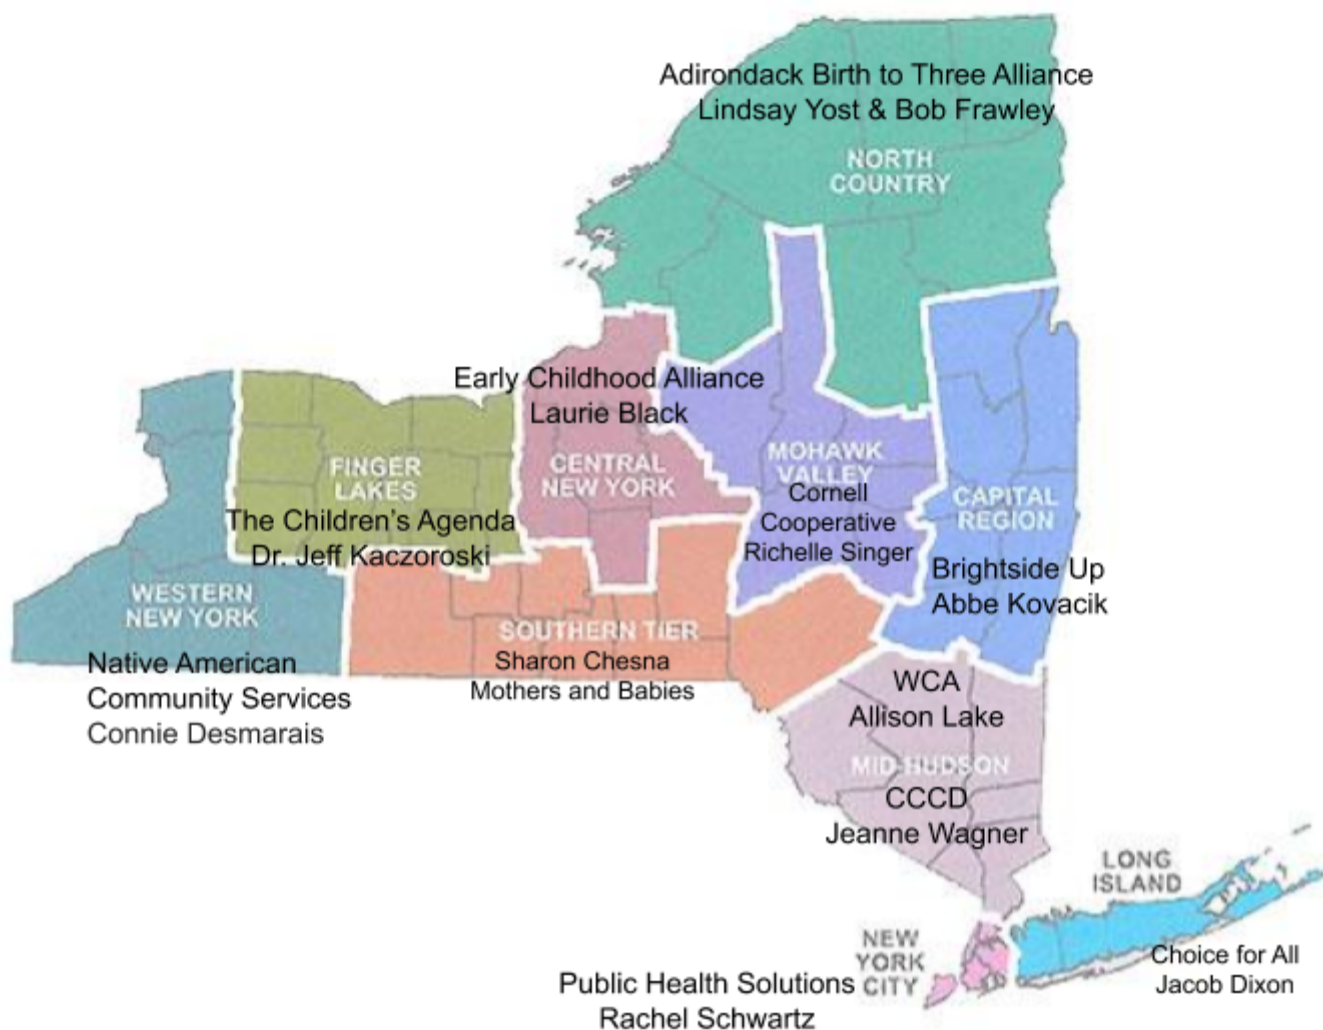 Adirondack Birth to Three Alliance
Lindsay Yost & Bob Frawley
NORTH
COUNTRY
Early Childhood Alliance
Laurie Black
CENTRAL
NEW YORK
MOHAWK
VALLEY
Cornell
Cooperative
Richelle Singer
FINGER
LAKES
The Children's Agenda
Dr. Jeff Kaczoroski
CAPITAL
REGION
Brightside Up
Abbe Kovacik
WESTERN
NEW YORK
Native American
Community Services
Connie Desmarais
SOUTHERN TIER
Sharon Chesna
Mothers and Babies
WCA
Allison Lake
MID-HUDSON
CCCD
Jeanne Wagner
LONG
ISLAND
Choice for All
Jacob Dixon
NEW
YORK
CITY
Public Health Solutions
Rachel Schwartz